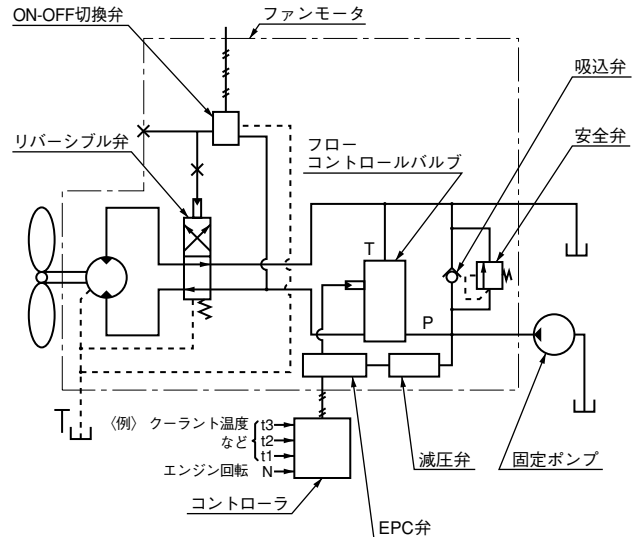 ON-OFF切換弁
ファンモータ
吸込弁
リバーシブル弁
フロー
コントロールバルブ
安全弁
T
P
T
〈例〉 クーラント温度
など
t3
t2
t1
エンジン回転 N
コントローラ
減圧弁
固定ポンプ
EPC弁